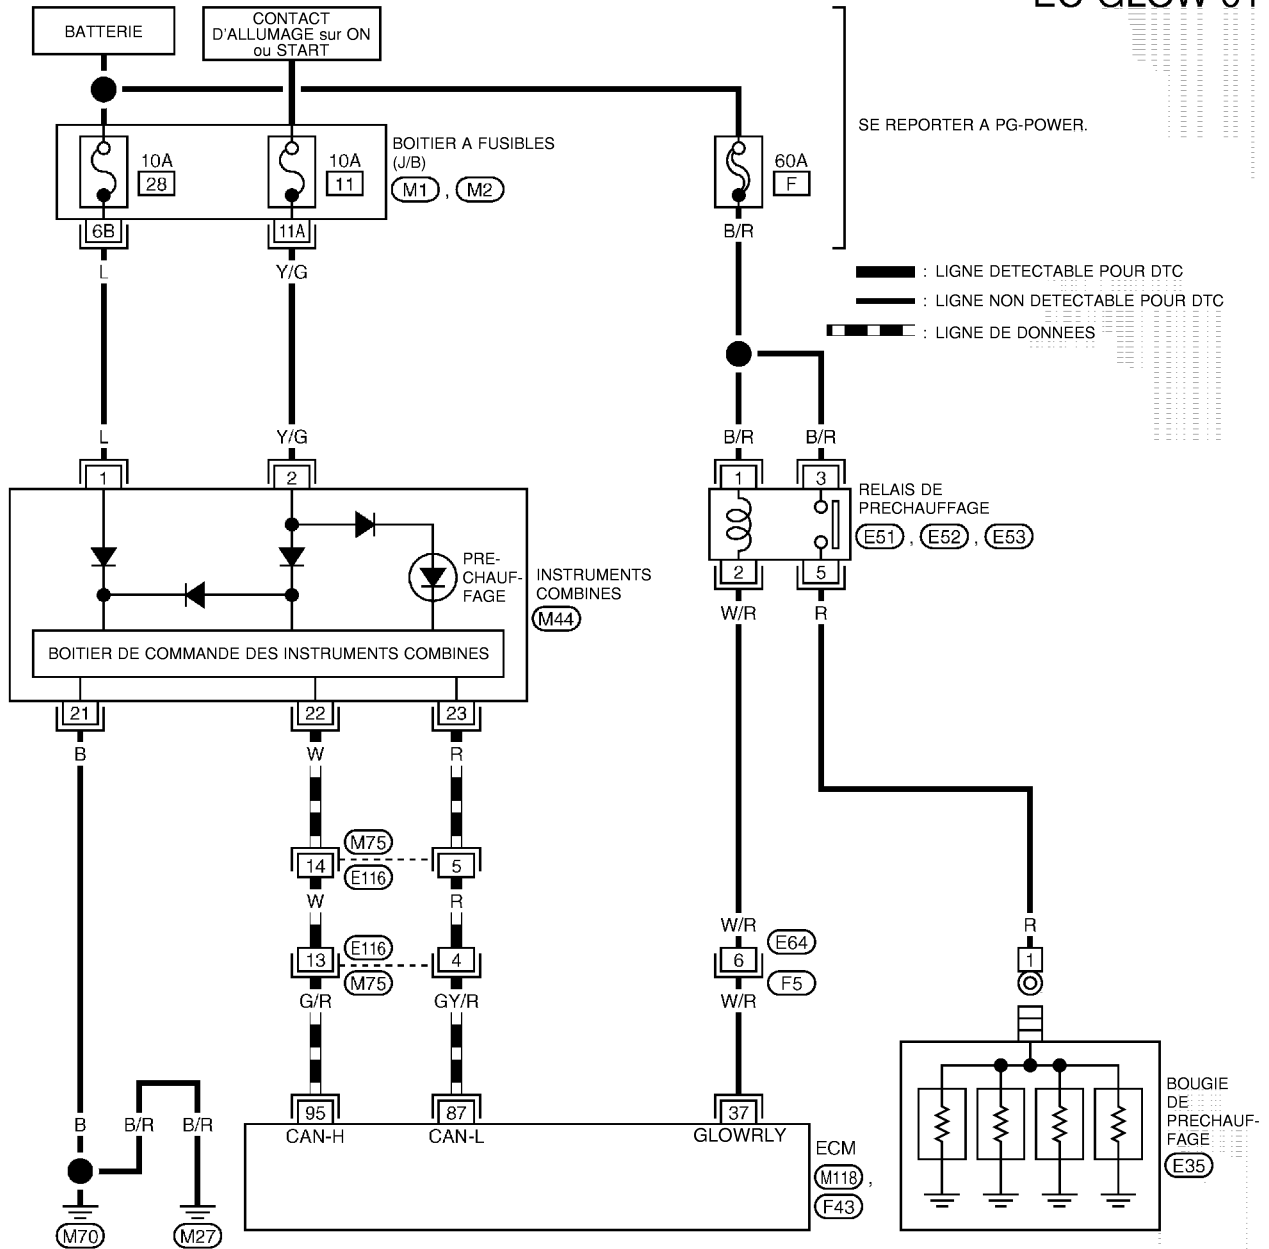 EC-GLOW-01
BATTERIE
CONTACT
D'ALLUMAGE sur ON
ou START
SE REPORTER A PG-POWER.
10A
28
10A
11
BOITIER A FUSIBLES
(J/B)
M1 , M2
60A
F
6B
11A
B/R
L
Y/G
: LIGNE DETECTABLE POUR DTC
: LIGNE NON DETECTABLE POUR DTC
: LIGNE DE DONNEES
L
Y/G
B/R
B/R
1
2
1
3
RELAIS DE
PRECHAUFFAGE
E51 , E52 , E53
PRE-
CHAUF-
FAGE
INSTRUMENTS
COMBINES
M44
2
5
W/R
R
BOITIER DE COMMANDE DES INSTRUMENTS COMBINES
21
22
23
B
W
R
M75
14
5
E116
W
R
W/R
R
E116
E64
13
4
6
1
M75
F5
G/R
GY/R
W/R
95
87
37
CAN-H
CAN-L
GLOWRLY
B
B/R
B/R
ECM
M118 ,
F43
BOUGIE
DE
PRECHAUF-
FAGE
E35
M70
M27